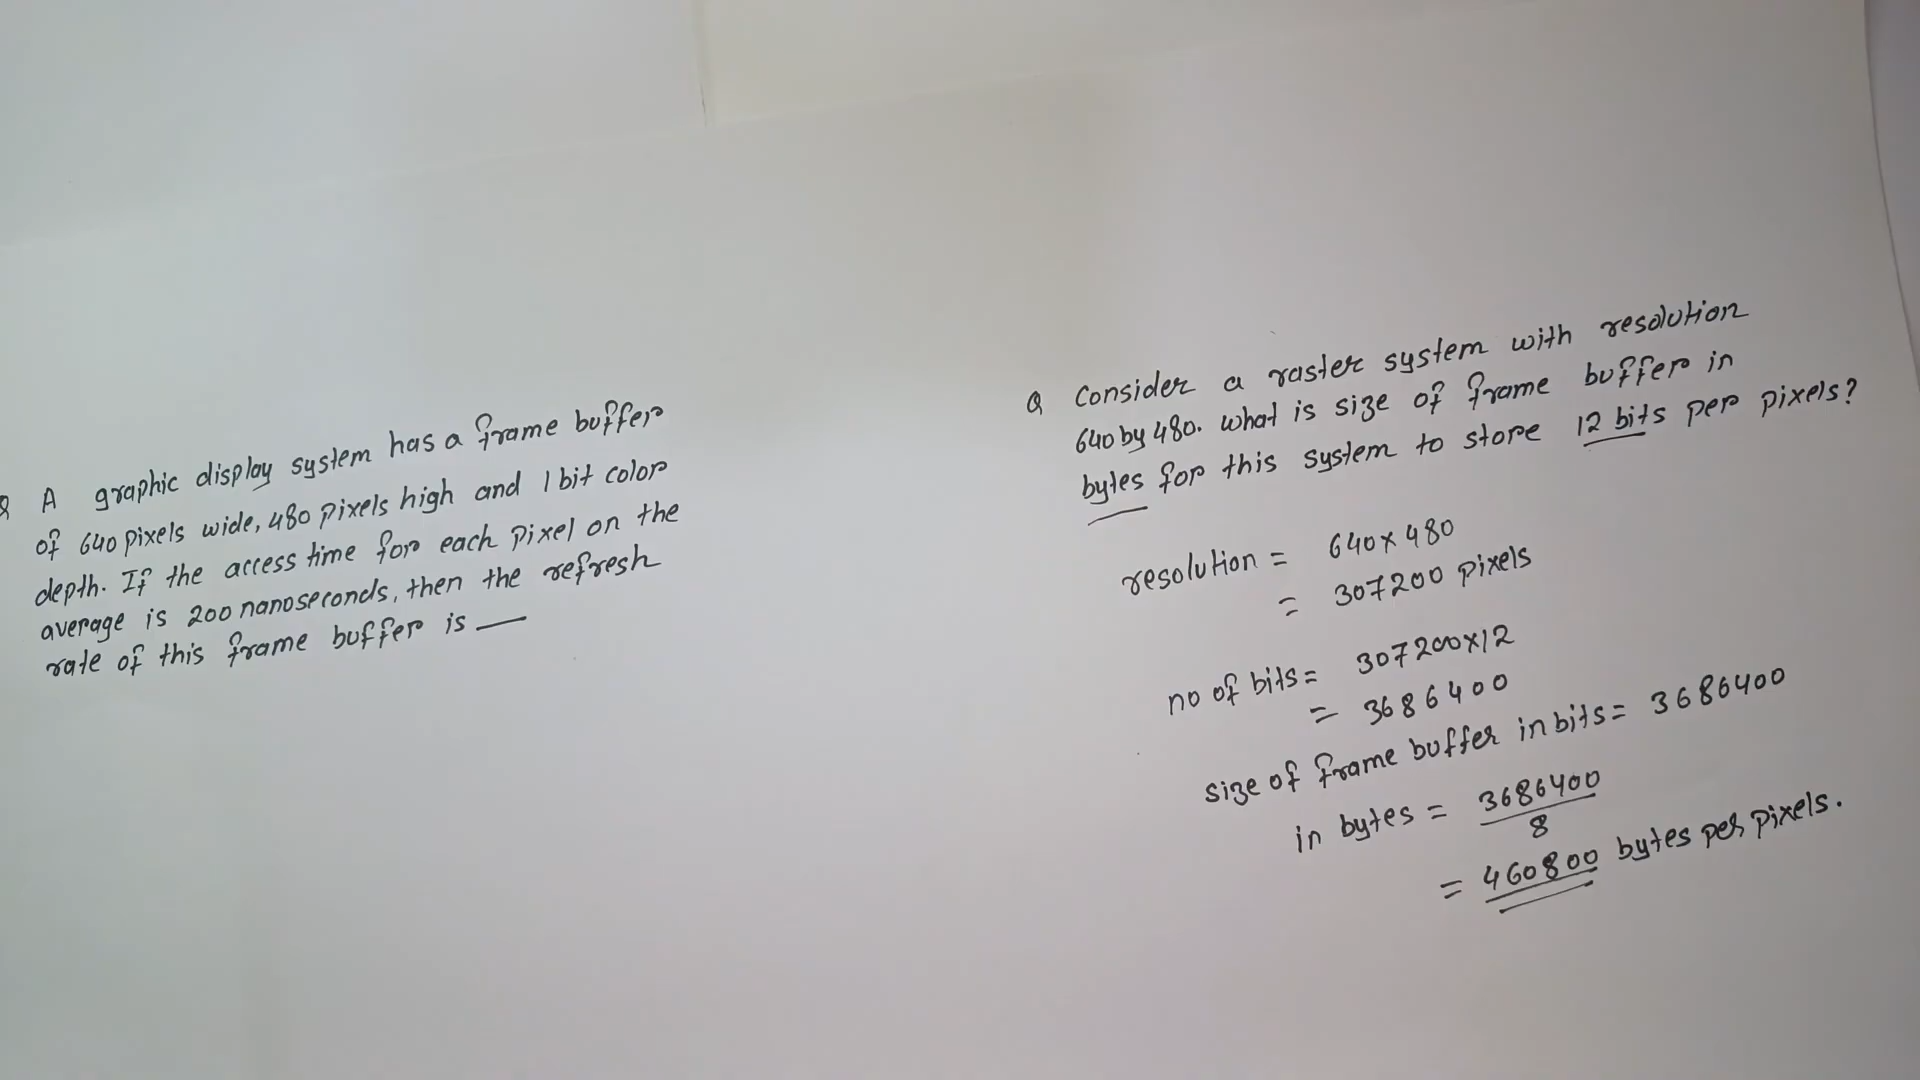 Q A graphic display system has a frame buffer
of 640 pixels wide, 480 pixels high and 1 bit color
depth. If the access time for each pixel on the
average is 200 nanoseconds, then the refresh
rate of this frame buffer is —
Q Consider a raster system with resolution
640 by 480. what is size of frame buffer in
bytes for this system to store 12 bits per pixels?
resolution = 640 x 480
= 307200 pixels
no of bits = 307200x12
= 3686400
size of frame buffer in bits = 3686400
in bytes = 3686400
8
= 460800 bytes per pixels.